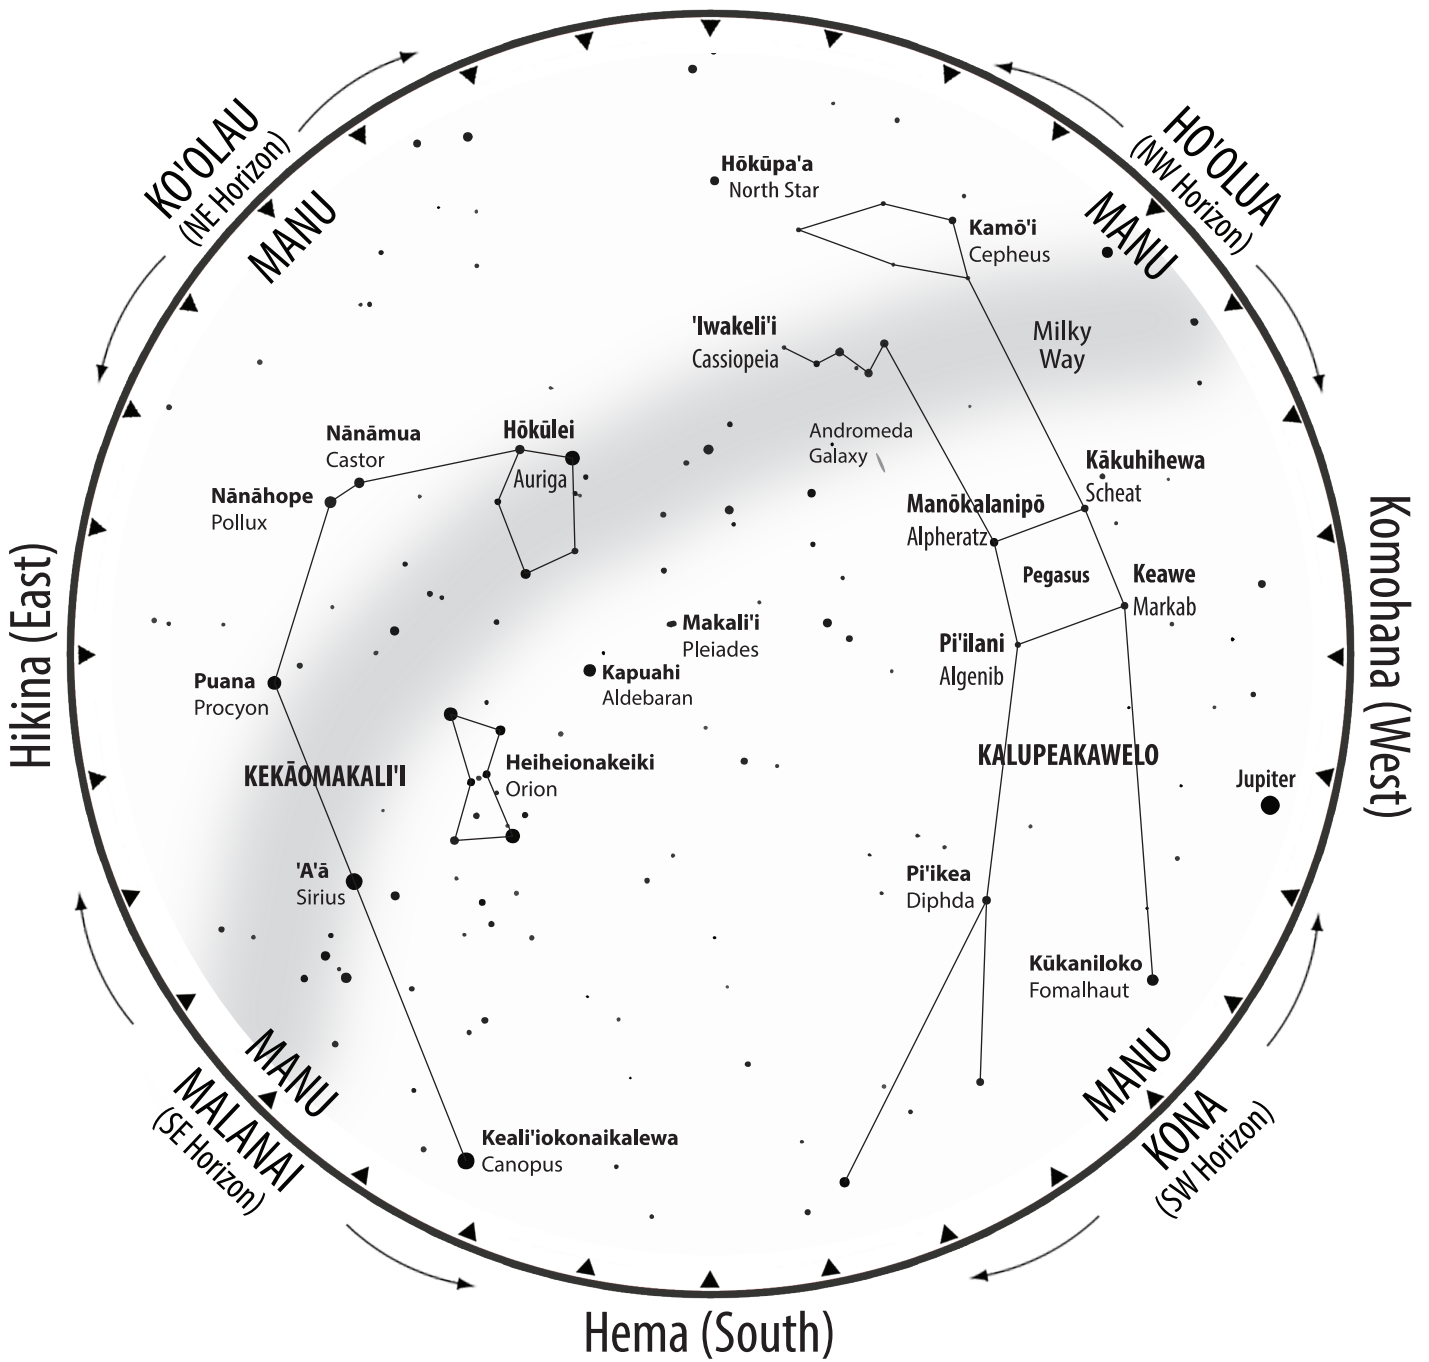 KO'OLAU
(NE Horizon)
MANU
HO'OLUA
(NW Horizon)
MANU
Hōkūpa'a
North Star
Kamō'i
Cepheus
'Iwakeli'i
Cassiopeia
Milky
Way
Nānāmua
Castor
Hōkūlei
Auriga
Andromeda
Galaxy
Kākuhihewa
Scheat
Nānāhope
Pollux
Manōkalanipō
Alpheratz
Pegasus
Keawe
Markab
Hikina (East)
Komohana (West)
Makali'i
Pleiades
Pi'ilani
Algenib
Kapuahi
Aldebaran
Puana
Procyon
KEKĀOMAKALI'I
Heiheionakeiki
Orion
KALUPEAKAWELO
Jupiter
'A'ā
Sirius
Pi'ikea
Diphda
Kūkaniloko
Fomalhaut
MANU
MALANAI
(SE Horizon)
MANU
KONA
(SW Horizon)
Keali'iokonaikalewa
Canopus
Hema (South)